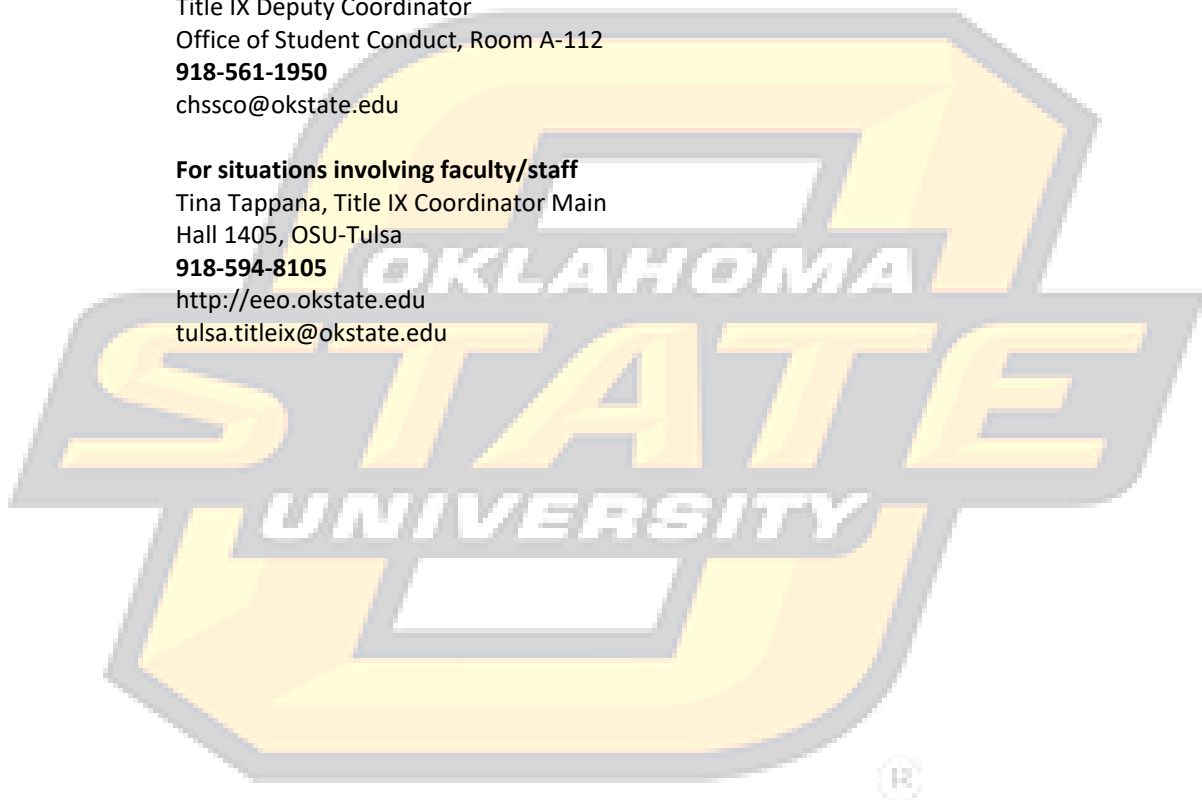 Title IX Deputy Coordinator
Office of Student Conduct, Room A-112
918-561-1950
chssco@okstate.edu
For situations involving faculty/staff
Tina Tappana, Title IX Coordinator Main
Hall 1405, OSU-Tulsa
918-594-8105
http://eeo.okstate.edu
tulsa.titleix@okstate.edu
OKLAHOMA
STATE
UNIVERSITY
®